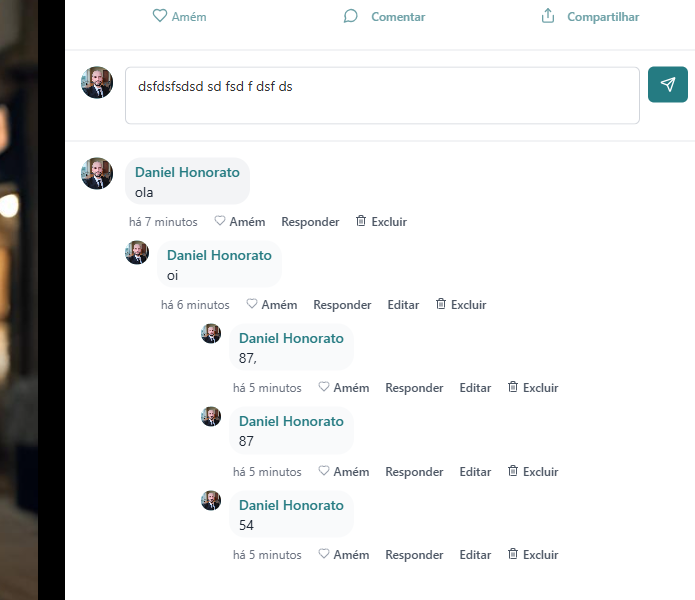 Amém Comentar Compartilhar
dsfdsfsdsd sd fsd f dsf ds
Daniel Honorato
ola
há 7 minutos Amém Responder Excluir
Daniel Honorato
oi
há 6 minutos Amém Responder Editar Excluir
Daniel Honorato
87,
há 5 minutos Amém Responder Editar Excluir
Daniel Honorato
87
há 5 minutos Amém Responder Editar Excluir
Daniel Honorato
54
há 5 minutos Amém Responder Editar Excluir